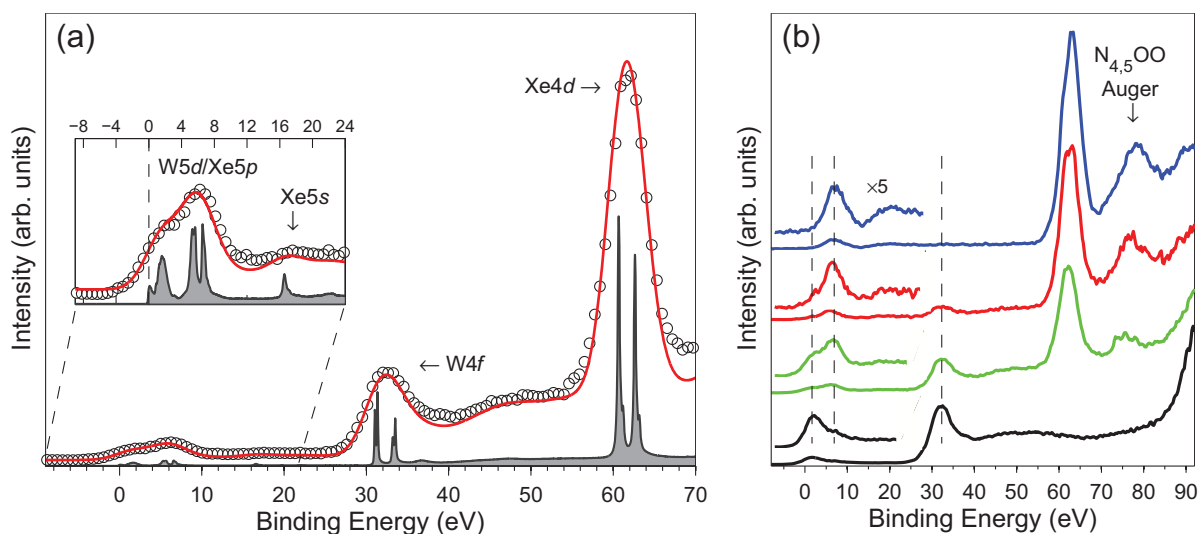 (a)
−8 −4 0 4 8 12 16 20 24
W5d/Xe5p
Xe5s
Xe4d →
← W4f
Intensity (arb. units)
0 10 20 30 40 50 60 70
Binding Energy (eV)
(b)
N4,5OO
Auger
×5
Intensity (arb. units)
0 10 20 30 40 50 60 70 80 90
Binding Energy (eV)